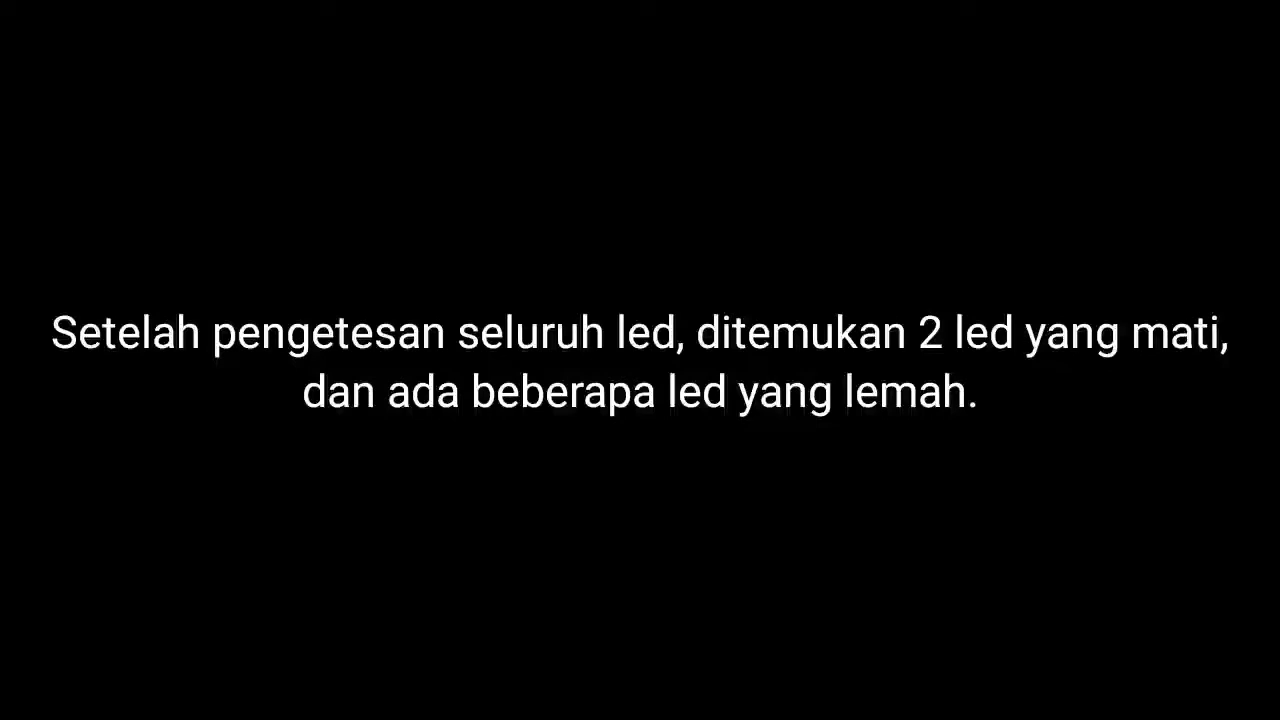 Setelah pengetesan seluruh led, ditemukan 2 led yang mati,
dan ada beberapa led yang lemah.